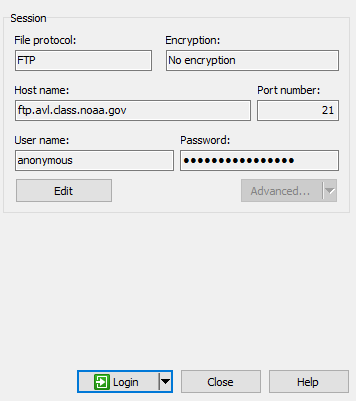 Session
File protocol: Encryption:
FTP No encryption
Host name: Port number:
ftp.avl.class.noaa.gov 21
User name: Password:
anonymous ••••••••••••••••
Edit Advanced...
Login Close Help